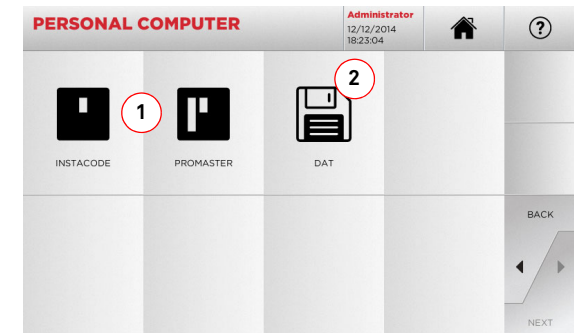 PERSONAL COMPUTER
Administrator
12/12/2014
18:23:04
?
1
2
INSTACODE
PROMASTER
DAT
BACK
NEXT